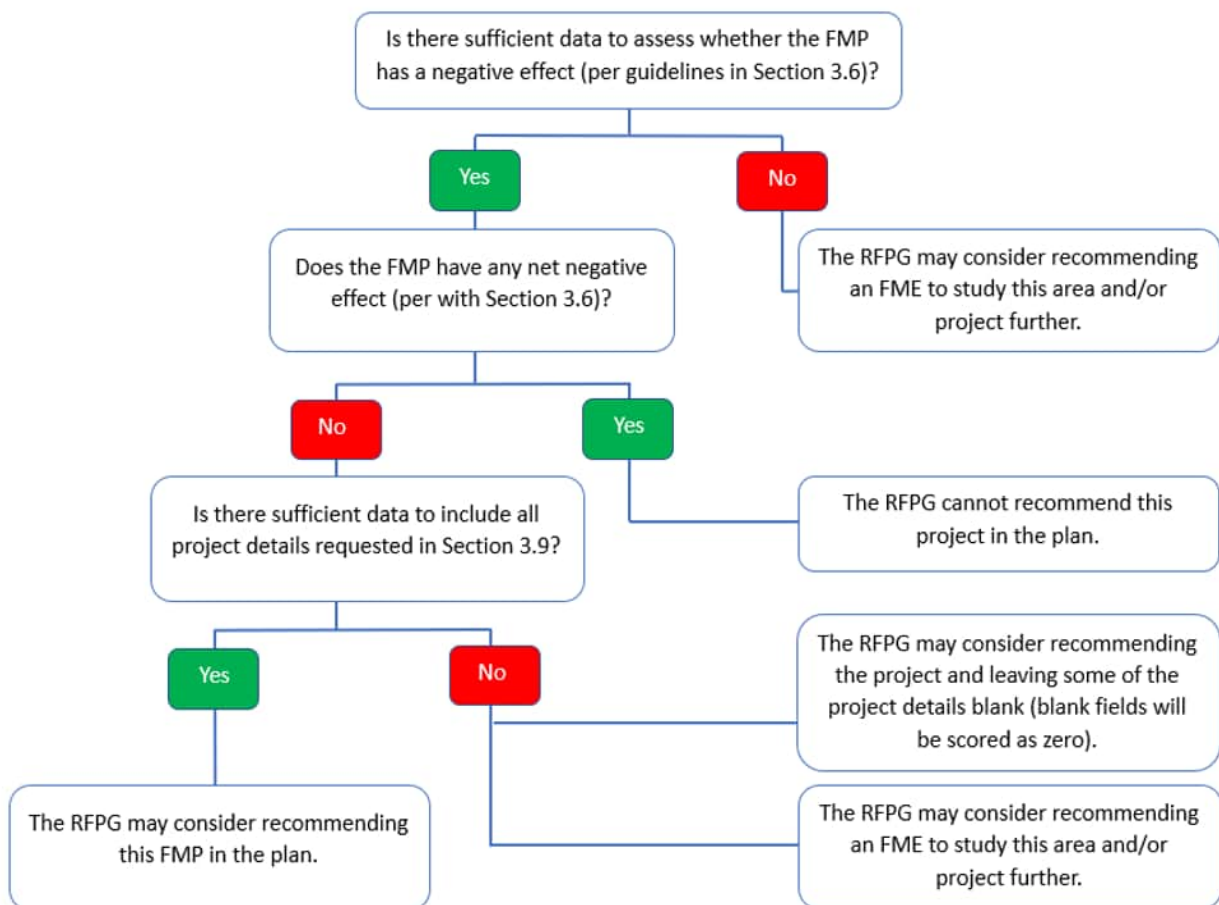 Is there sufficient data to assess whether the FMP
has a negative effect (per guidelines in Section 3.6)?
Yes
No
Does the FMP have any net negative
effect (per with Section 3.6)?
The RFPG may consider recommending
an FME to study this area and/or
project further.
No
Yes
Is there sufficient data to include all
project details requested in Section 3.9?
The RFPG cannot recommend this
project in the plan.
Yes
No
The RFPG may consider recommending
the project and leaving some of the
project details blank (blank fields will
be scored as zero).
The RFPG may consider recommending
this FMP in the plan.
The RFPG may consider recommending
an FME to study this area and/or
project further.